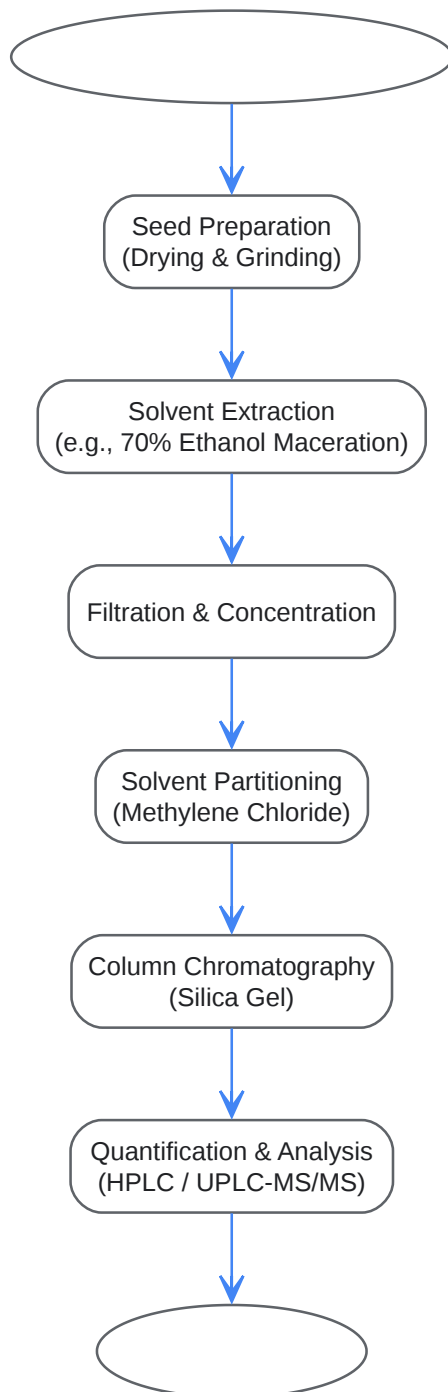 Seed Preparation
(Drying & Grinding)
Solvent Extraction
(e.g., 70% Ethanol Maceration)
Filtration & Concentration
Solvent Partitioning
(Methylene Chloride)
Column Chromatography
(Silica Gel)
Quantification & Analysis
(HPLC / UPLC-MS/MS)